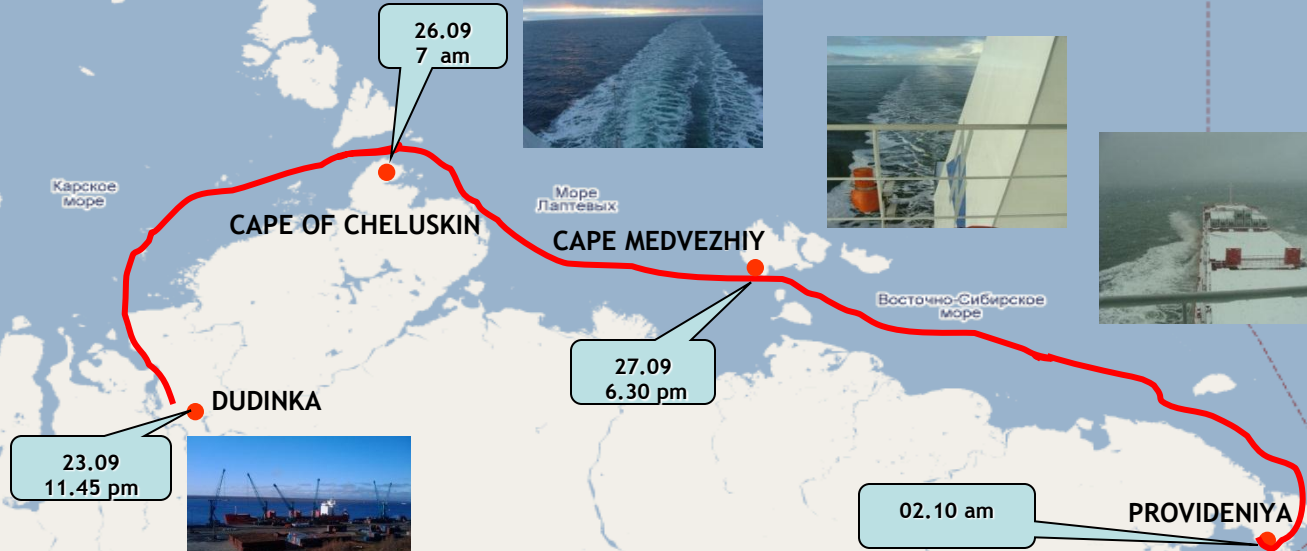 26.09
7 am
Карское
море
Море
Лаптевых
CAPE OF CHELUSKIN
CAPE MEDVEZHIY
Восточно-Сибирское
море
27.09
6.30 pm
DUDINKA
23.09
11.45 pm
02.10 am
PROVIDENIYA